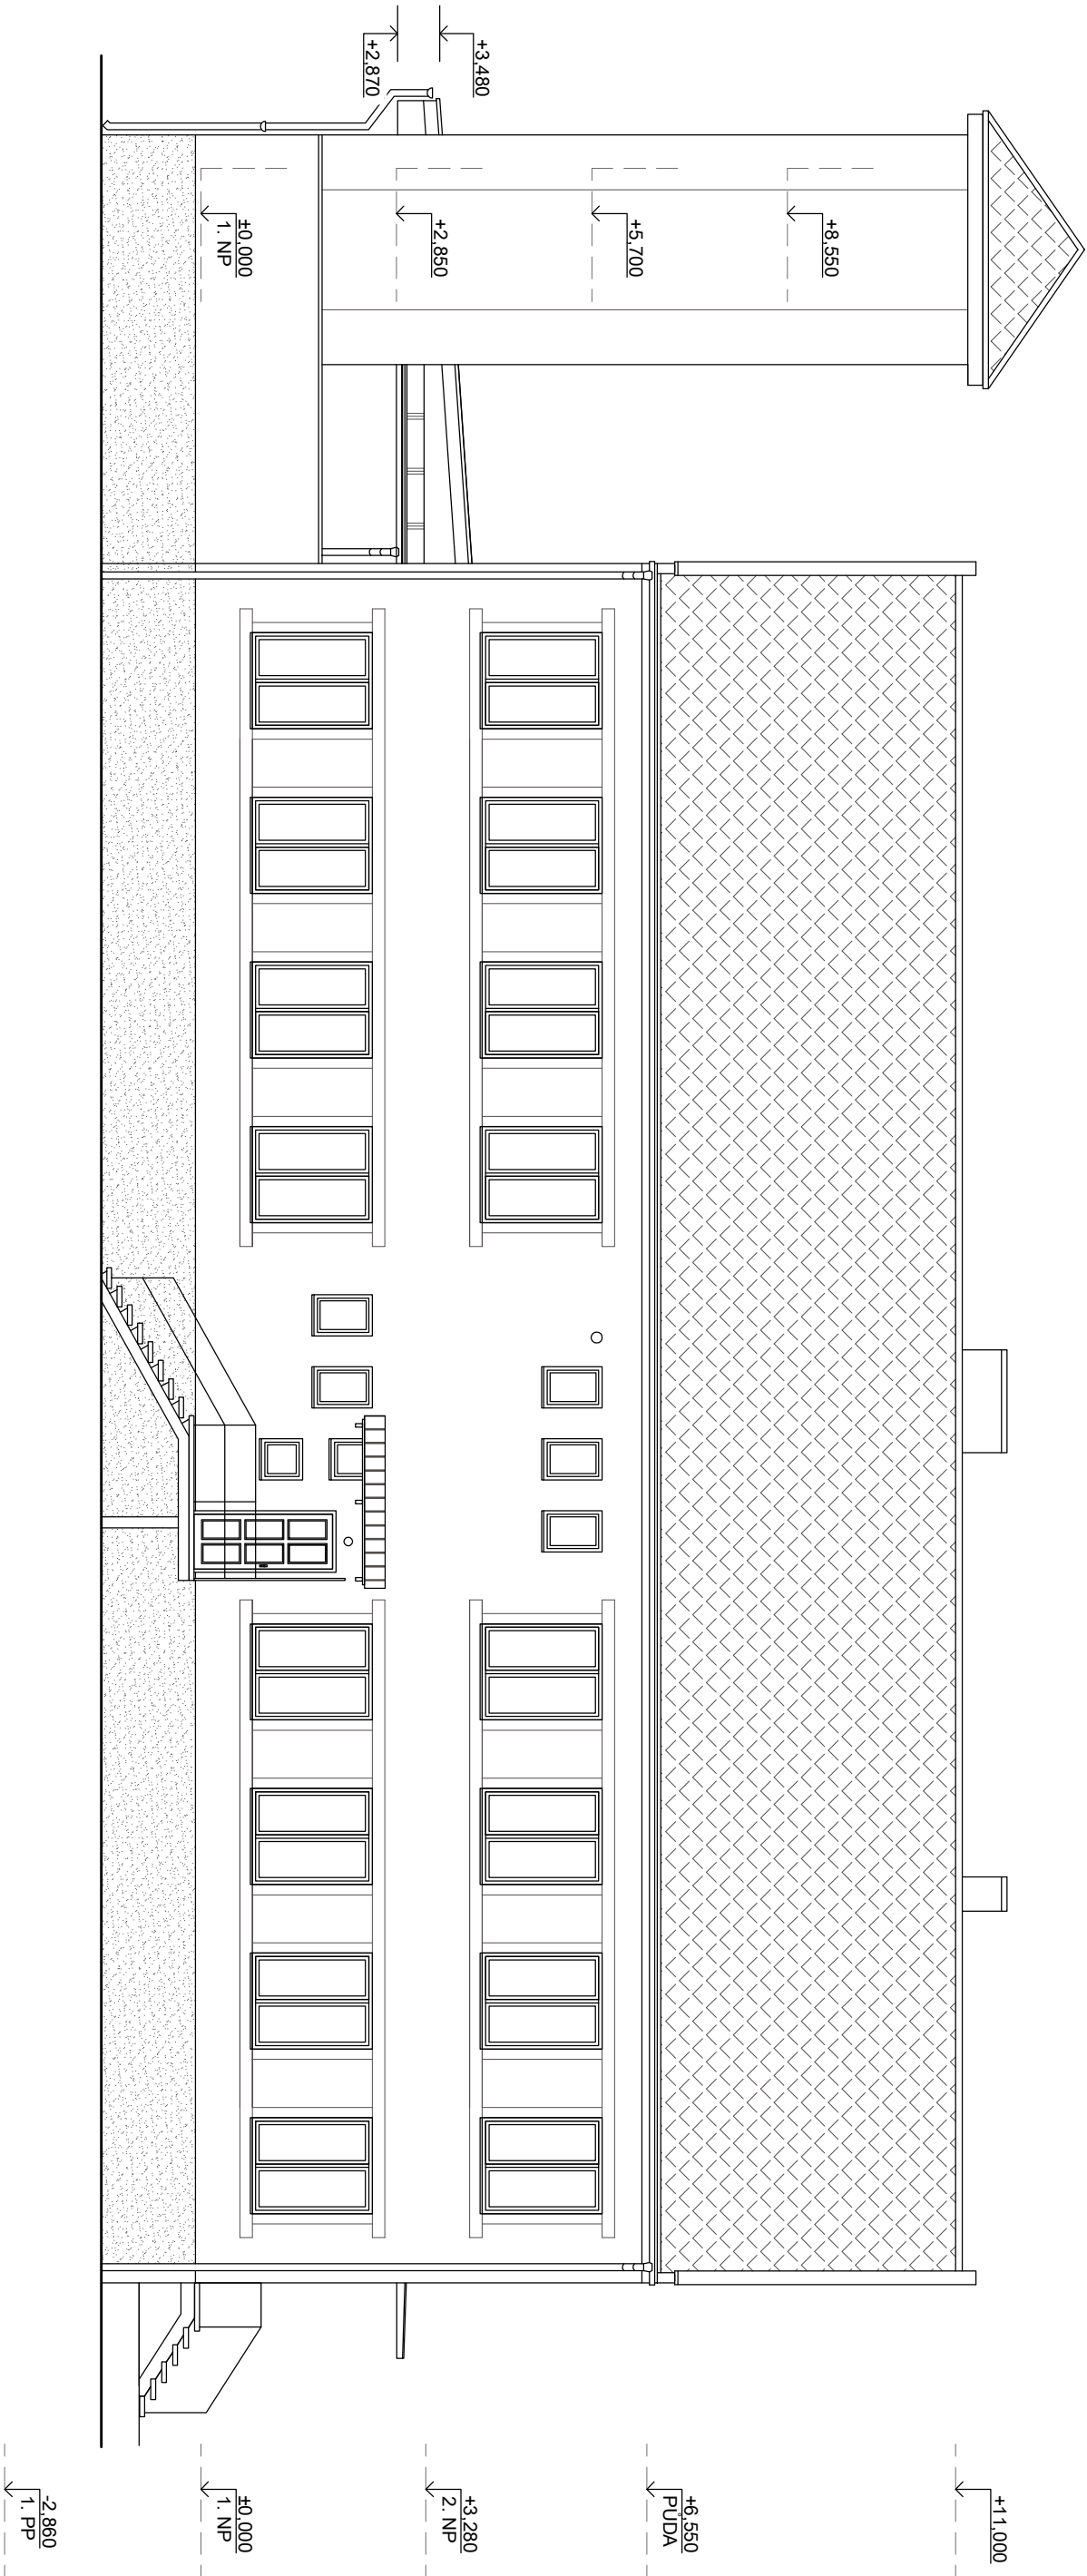 +3,480
+2,870
+8,550
+5,700
+2,850
±0,000
1. NP
+11,000
+6,550
PŮDA
+3,280
2. NP
±0,000
1. NP
-2,860
1. PP